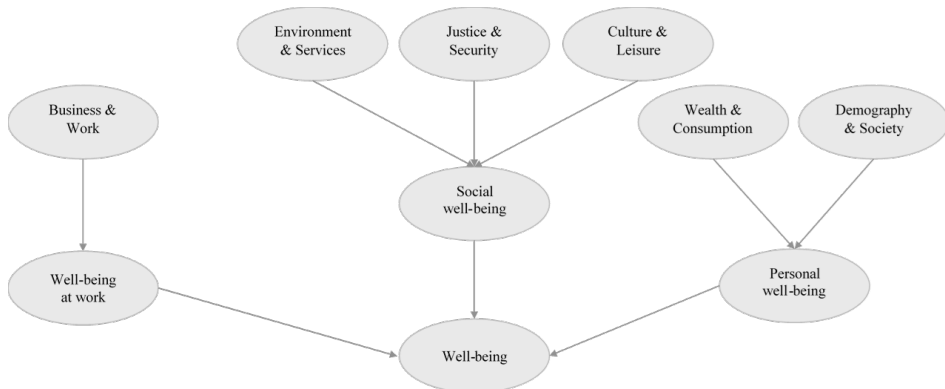 Environment
& Services
Justice &
Security
Culture &
Leisure
Business &
Work
Wealth &
Consumption
Demography
& Society
Social
well-being
Well-being
at work
Personal
well-being
Well-being